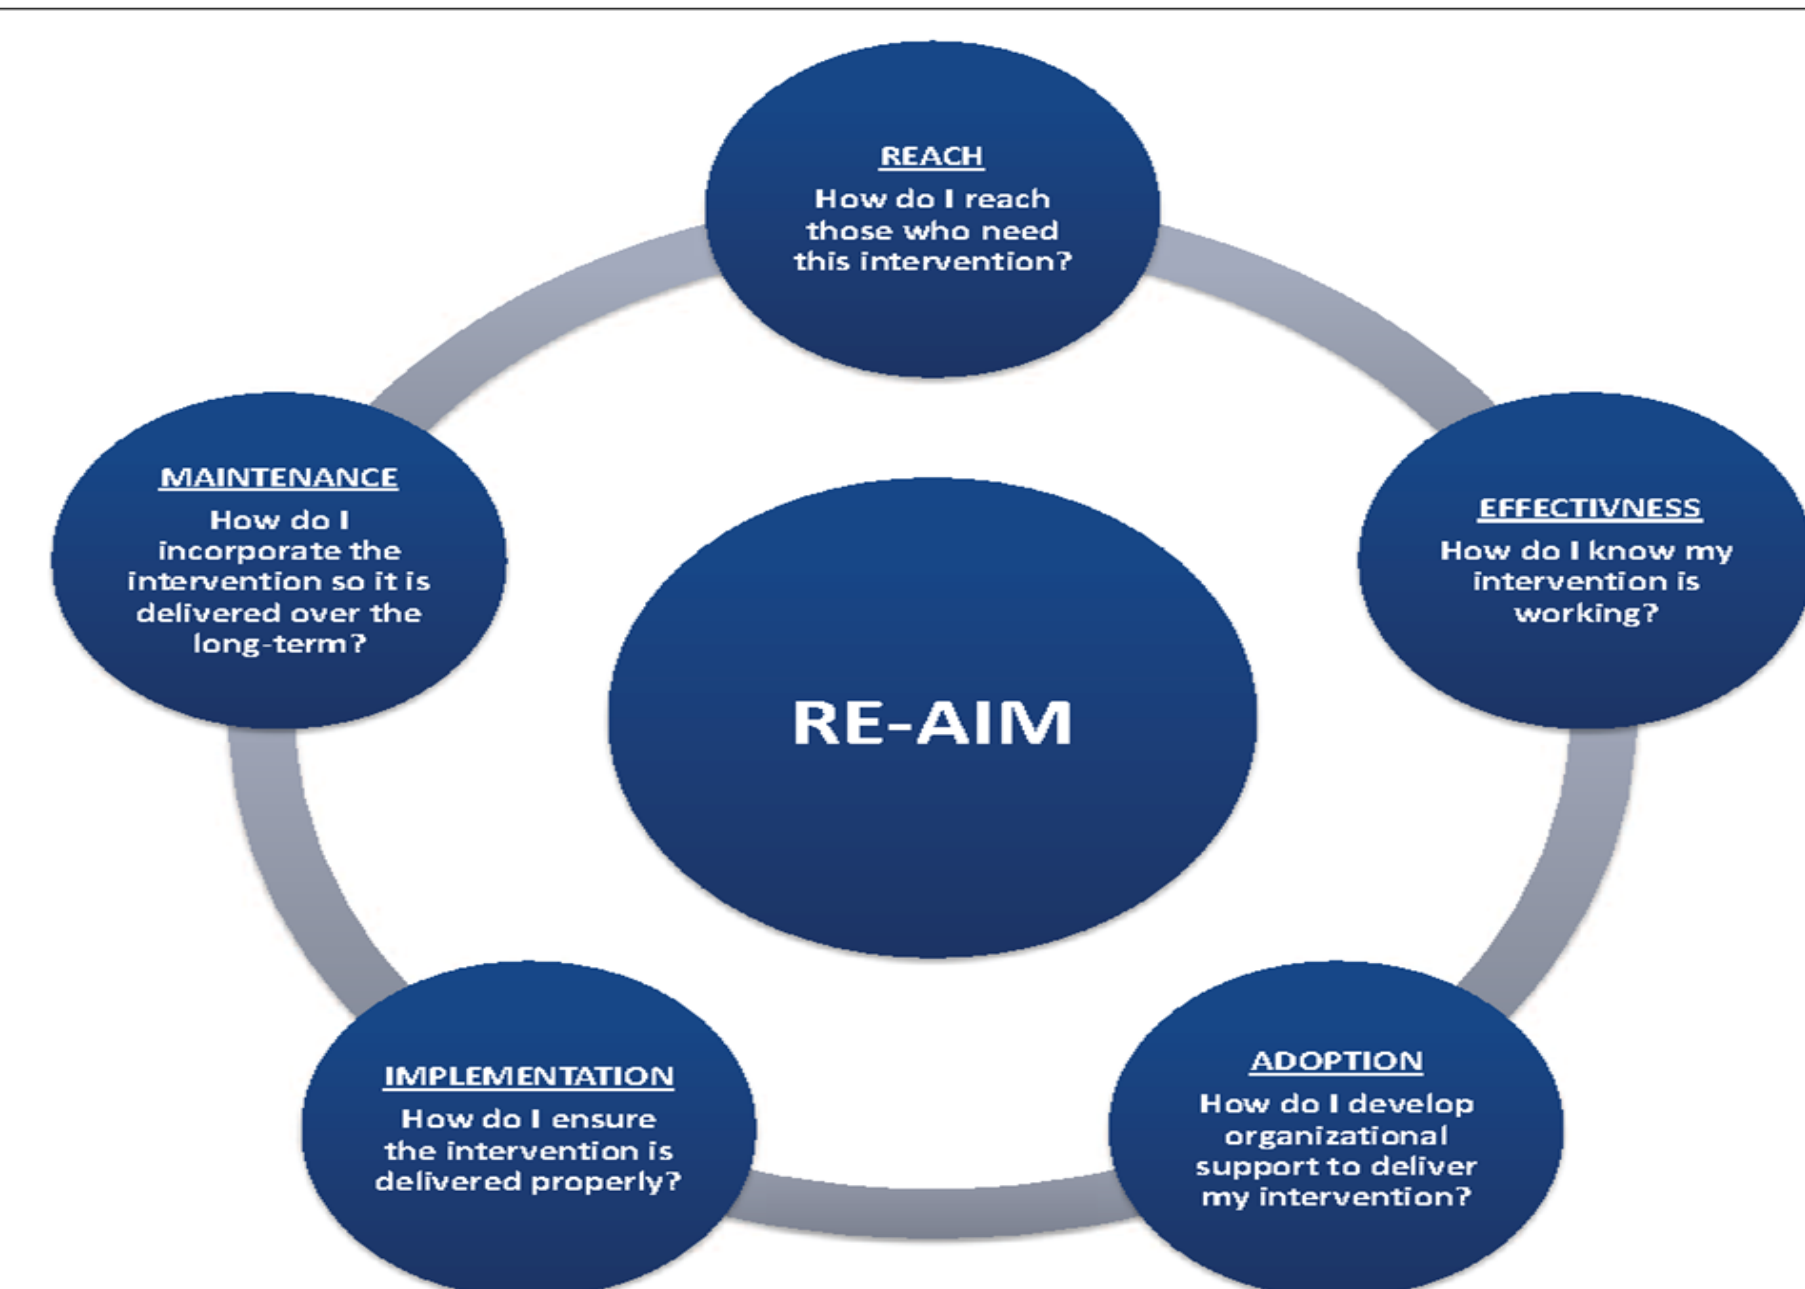 REACH
How do I reach
those who need
this intervention?
EFFECTIVNESS
How do I know my
intervention is
working?
ADOPTION
How do I develop
organizational
support to deliver
my intervention?
IMPLEMENTATION
How do I ensure
the intervention is
delivered properly?
MAINTENANCE
How do I
incorporate the
intervention so it is
delivered over the
long-term?
RE-AIM